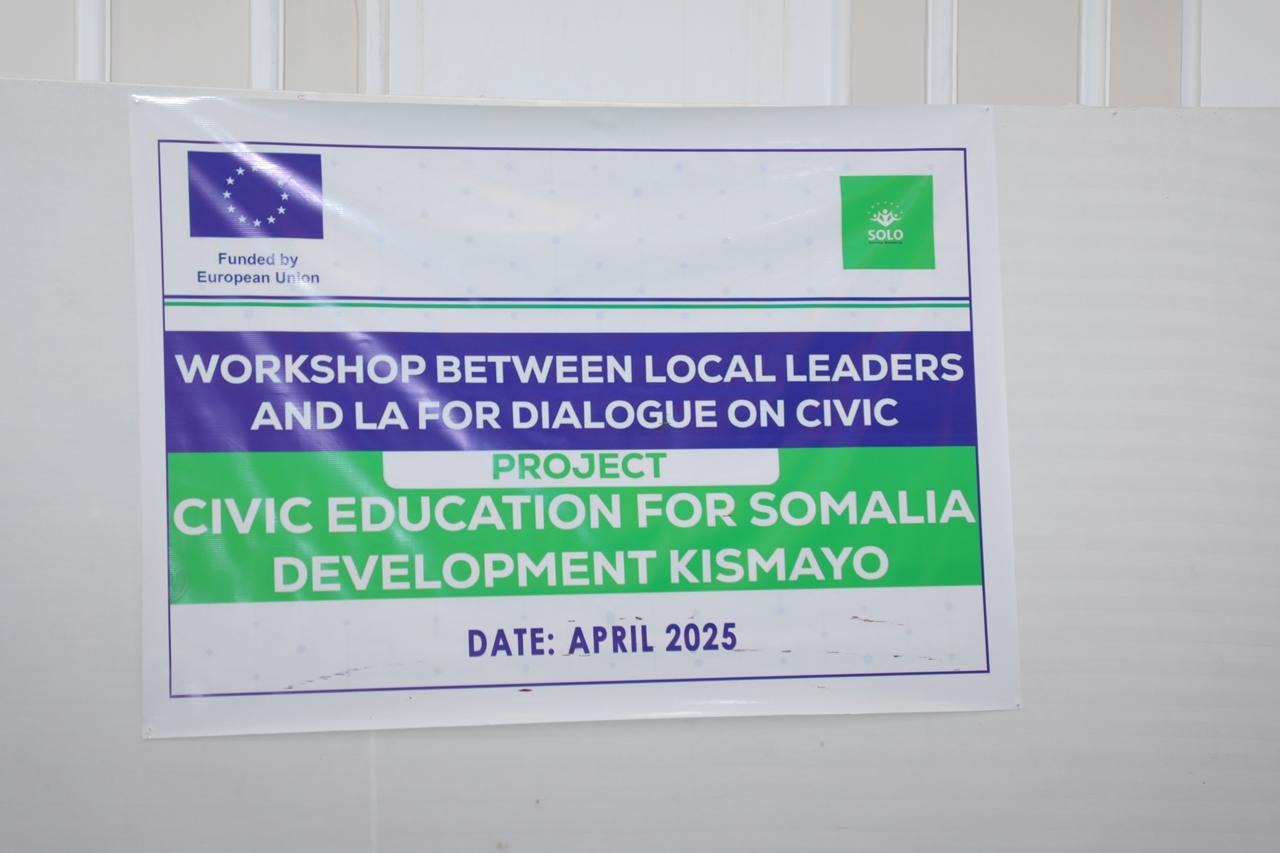 Funded by
European Union
SOLO
WORKSHOP BETWEEN LOCAL LEADERS
AND LA FOR DIALOGUE ON CIVIC
PROJECT
CIVIC EDUCATION FOR SOMALIA
DEVELOPMENT KISMAYO
DATE: APRIL 2025